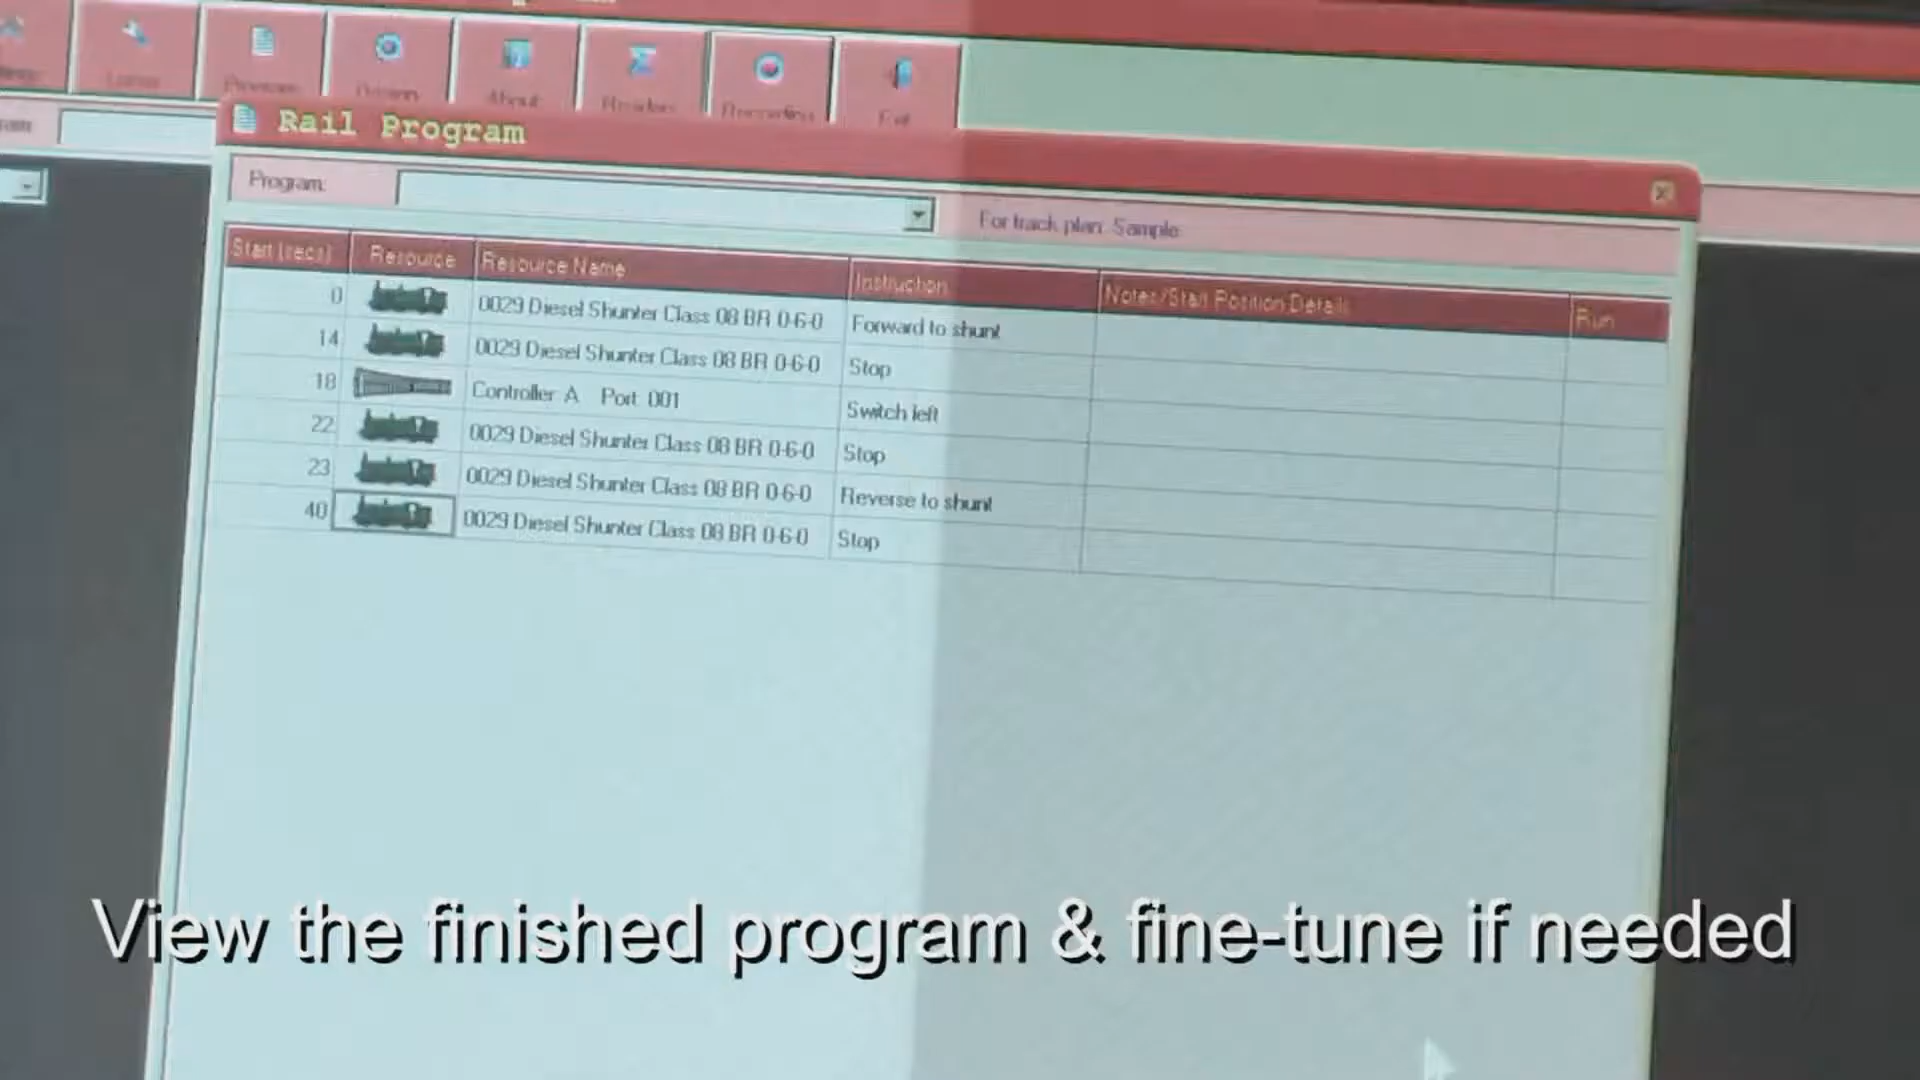 Program
About
Readers
Recording
Exit
Rail Program
Program:
For track plan: Sample
Start (secs) Resource Resource Name Instruction Notes/Start Position Details Run
0 0029 Diesel Shunter Class 08 BR 0-6-0 Forward to shunt
14 0029 Diesel Shunter Class 08 BR 0-6-0 Stop
18 Controller: A Port: 001 Switch left
22 0029 Diesel Shunter Class 08 BR 0-6-0 Stop
23 0029 Diesel Shunter Class 08 BR 0-6-0 Reverse to shunt
40 0029 Diesel Shunter Class 08 BR 0-6-0 Stop
View the finished program & fine-tune if needed